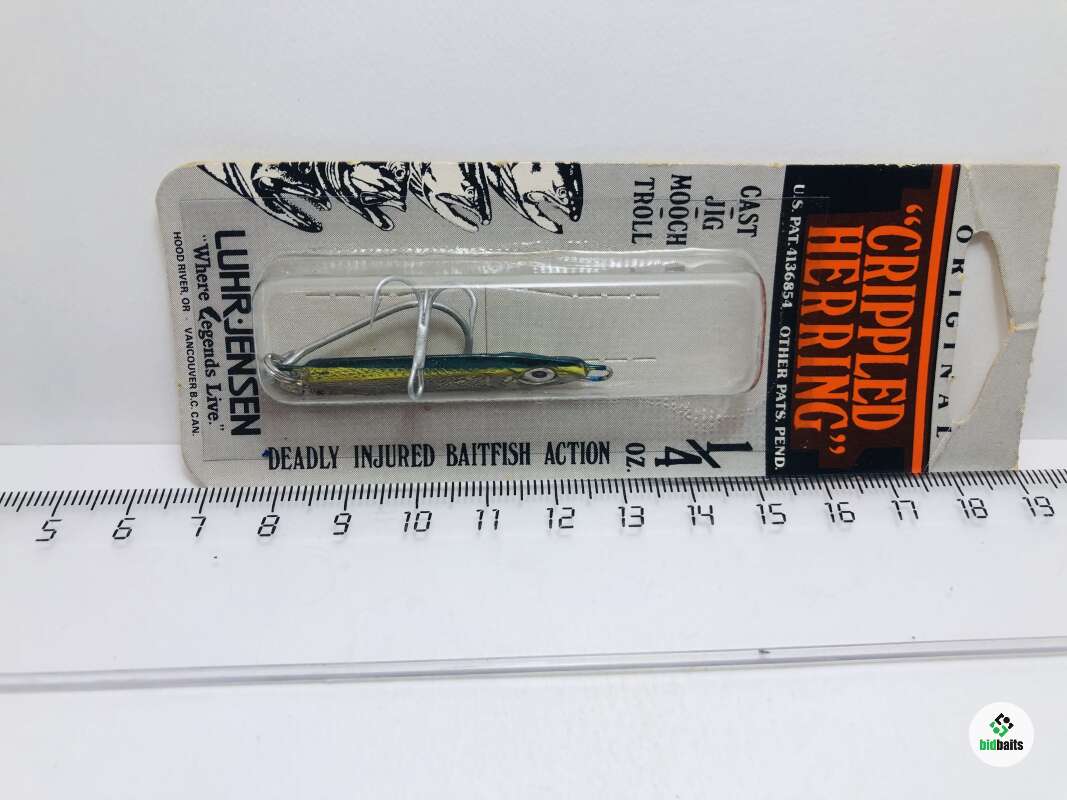 ORIGINAL
"CRIPPLED
HERRING"
U.S. PAT. 4136854 OTHER PATS. PEND.
CAST
JIG
MOOCH
TROLL
1/4
OZ.
DEADLY INJURED BAITFISH ACTION
LUHR·JENSEN
"Where Legends Live."
HOOD RIVER, OR · VANCOUVER B.C. CAN.
5 6 7 8 9 10 11 12 13 14 15 16 17 18 19
bidbaits